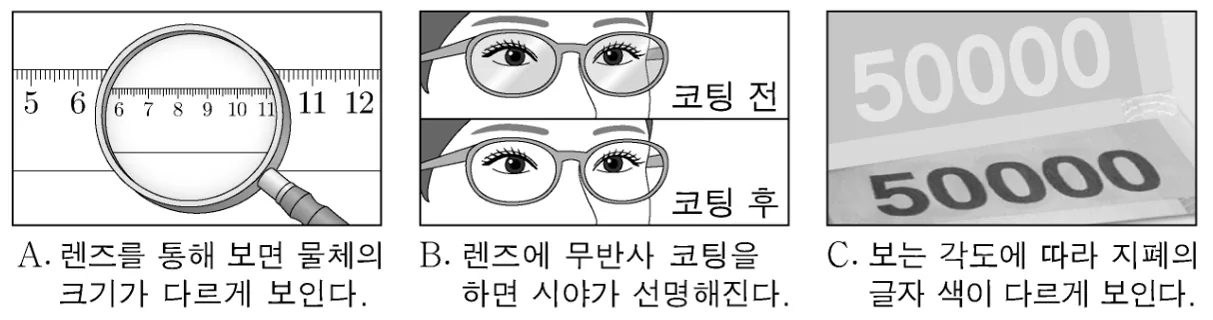 5 6 11 12
6 7 8 9 10 11
코팅 전
코팅 후
50000
50000
A. 렌즈를 통해 보면 물체의
크기가 다르게 보인다.
B. 렌즈에 무반사 코팅을
하면 시야가 선명해진다.
C. 보는 각도에 따라 지폐의
글자 색이 다르게 보인다.